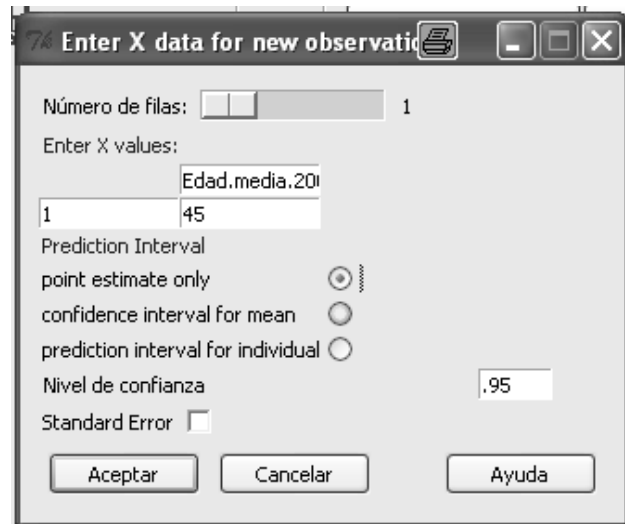 Enter X data for new observatic
Número de filas: 1
Enter X values:
Edad.media.20
1 45
Prediction Interval
point estimate only
confidence interval for mean
prediction interval for individual
Nivel de confianza .95
Standard Error
Aceptar Cancelar Ayuda